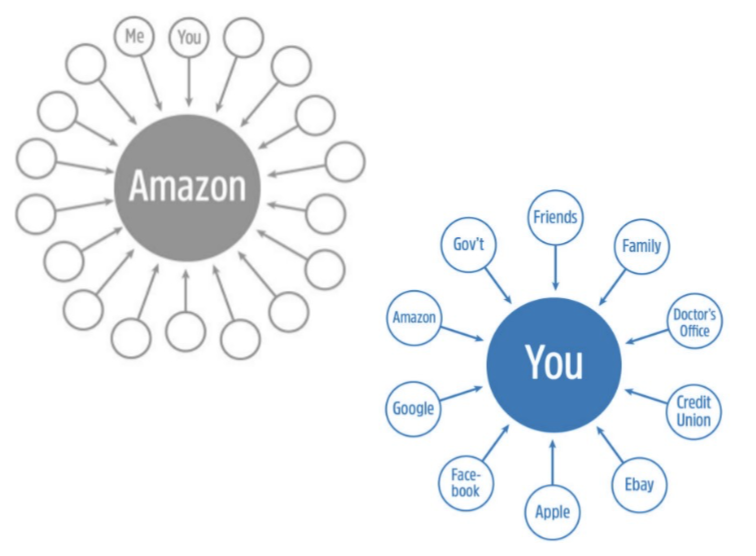 Me
You
Amazon
Friends
Gov't
Family
Amazon
Doctor's
Office
You
Google
Credit
Union
Face-
book
Ebay
Apple